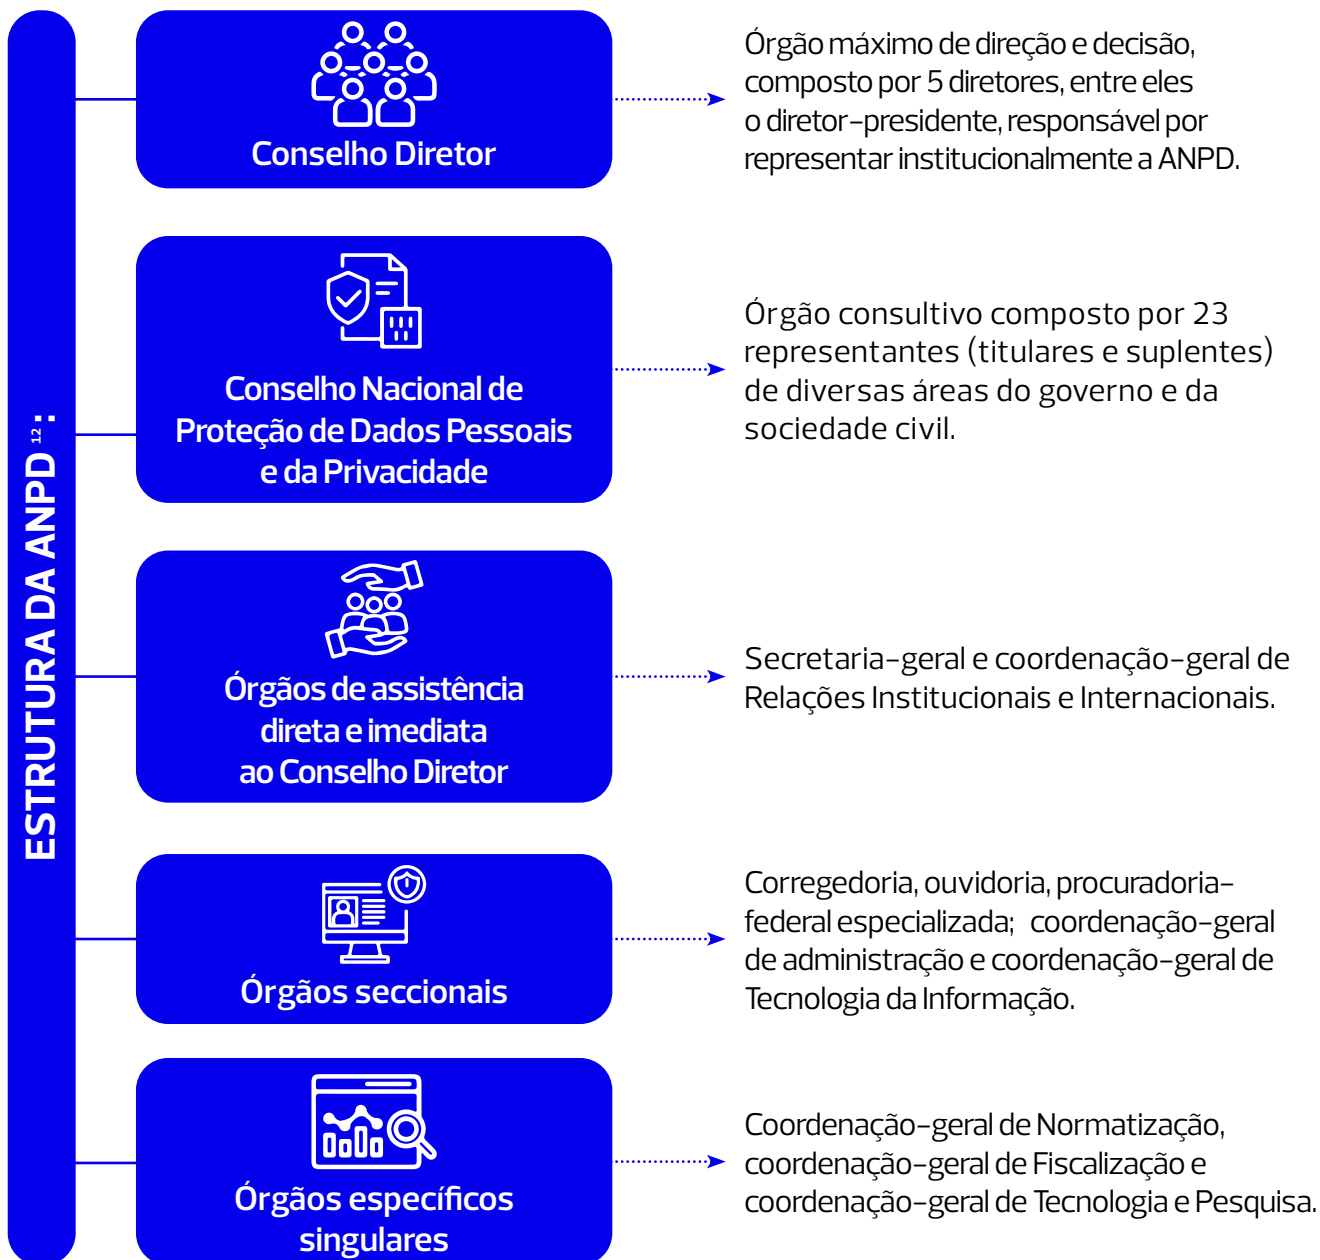 ESTRUTURA DA ANPD 12:
Conselho Diretor
Órgão máximo de direção e decisão,
composto por 5 diretores, entre eles
o diretor-presidente, responsável por
representar institucionalmente a ANPD.
Conselho Nacional de
Proteção de Dados Pessoais
e da Privacidade
Órgão consultivo composto por 23
representantes (titulares e suplentes)
de diversas áreas do governo e da
sociedade civil.
Órgãos de assistência
direta e imediata
ao Conselho Diretor
Secretaria-geral e coordenação-geral de
Relações Institucionais e Internacionais.
Órgãos seccionais
Corregedoria, ouvidoria, procuradoria-
federal especializada; coordenação-geral
de administração e coordenação-geral de
Tecnologia da Informação.
Órgãos específicos
singulares
Coordenação-geral de Normatização,
coordenação-geral de Fiscalização e
coordenação-geral de Tecnologia e Pesquisa.